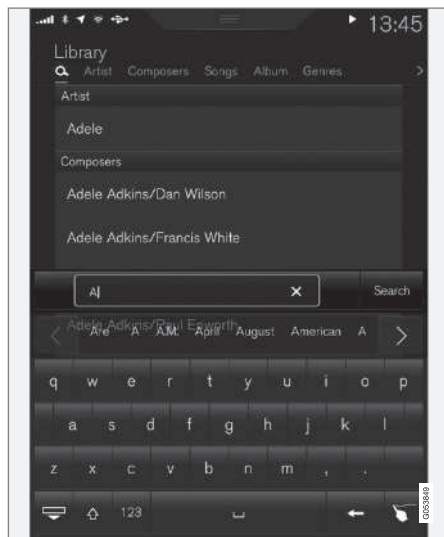 13:45
Library
Artist Composers Songs Album Genres >
Artist
Adele
Composers
Adele Adkins/Dan Wilson
Adele Adkins/Francis White
A × Search
Adele Adkins/Paul Epworth
< Are A A.M. April August American A >
q w e r t y u i o p
a s d f g h j k l
z x c v b n m , .
123
G053849